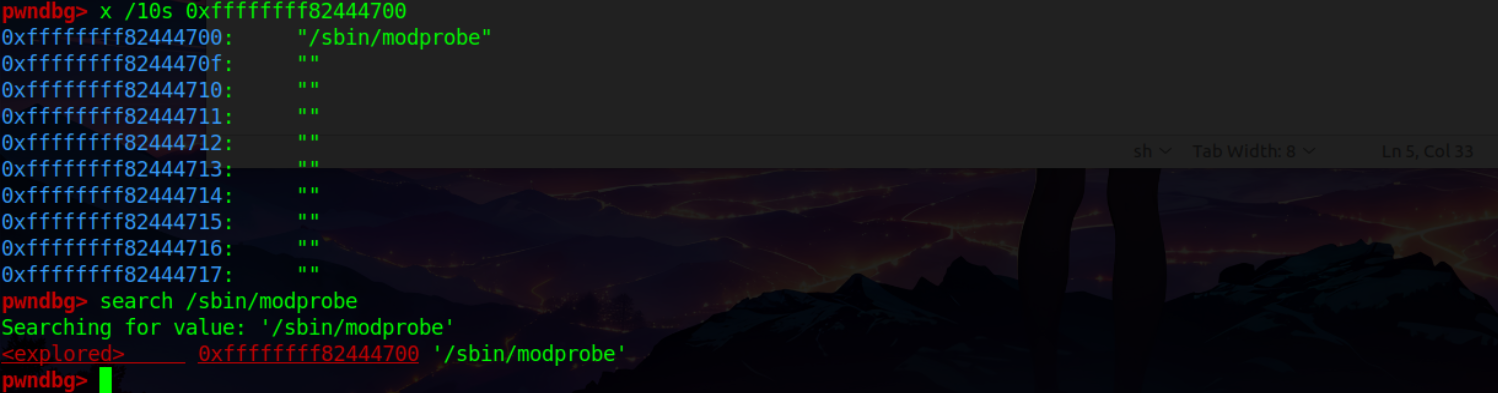 pwndbg> x /10s 0xffffffff82444700
0xffffffff82444700:     "/sbin/modprobe"
0xffffffff8244470f:     ""
0xffffffff82444710:     ""
0xffffffff82444711:     ""
0xffffffff82444712:     ""
0xffffffff82444713:     ""
0xffffffff82444714:     ""
0xffffffff82444715:     ""
0xffffffff82444716:     ""
0xffffffff82444717:     ""
sh Tab Width: 8 Ln 5, Col 33
pwndbg> search /sbin/modprobe
Searching for value: '/sbin/modprobe'
<explored> 0xffffffff82444700 '/sbin/modprobe'
pwndbg>